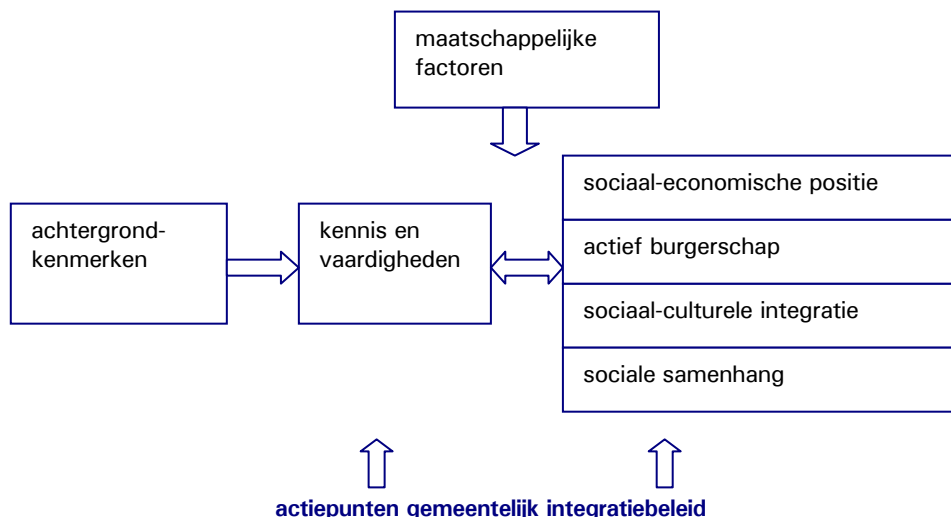 maatschappelijke
factoren
achtergrond-
kenmerken
kennis en
vaardigheden
sociaal-economische positie
actief burgerschap
sociaal-culturele integratie
sociale samenhang
actiepunten gemeentelijk integratiebeleid